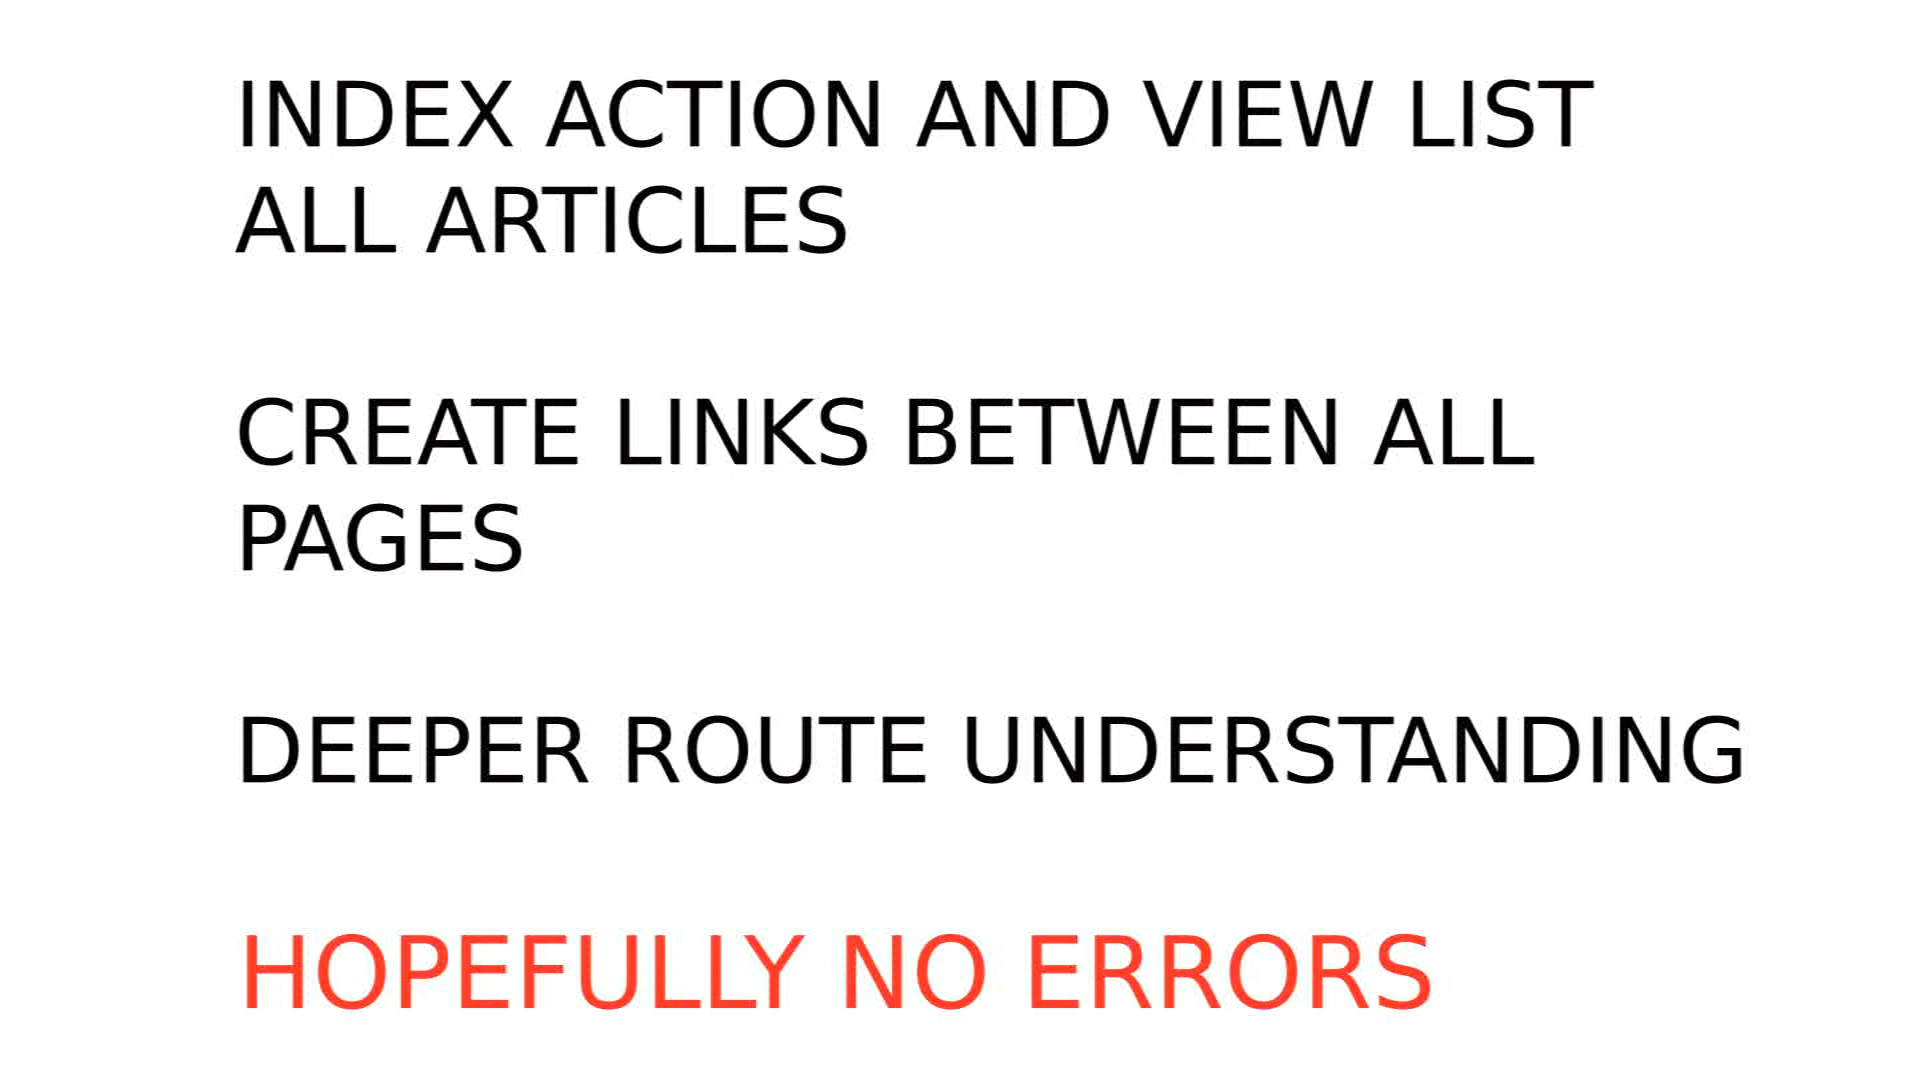 INDEX ACTION AND VIEW LIST
ALL ARTICLES
CREATE LINKS BETWEEN ALL
PAGES
DEEPER ROUTE UNDERSTANDING
HOPEFULLY NO ERRORS